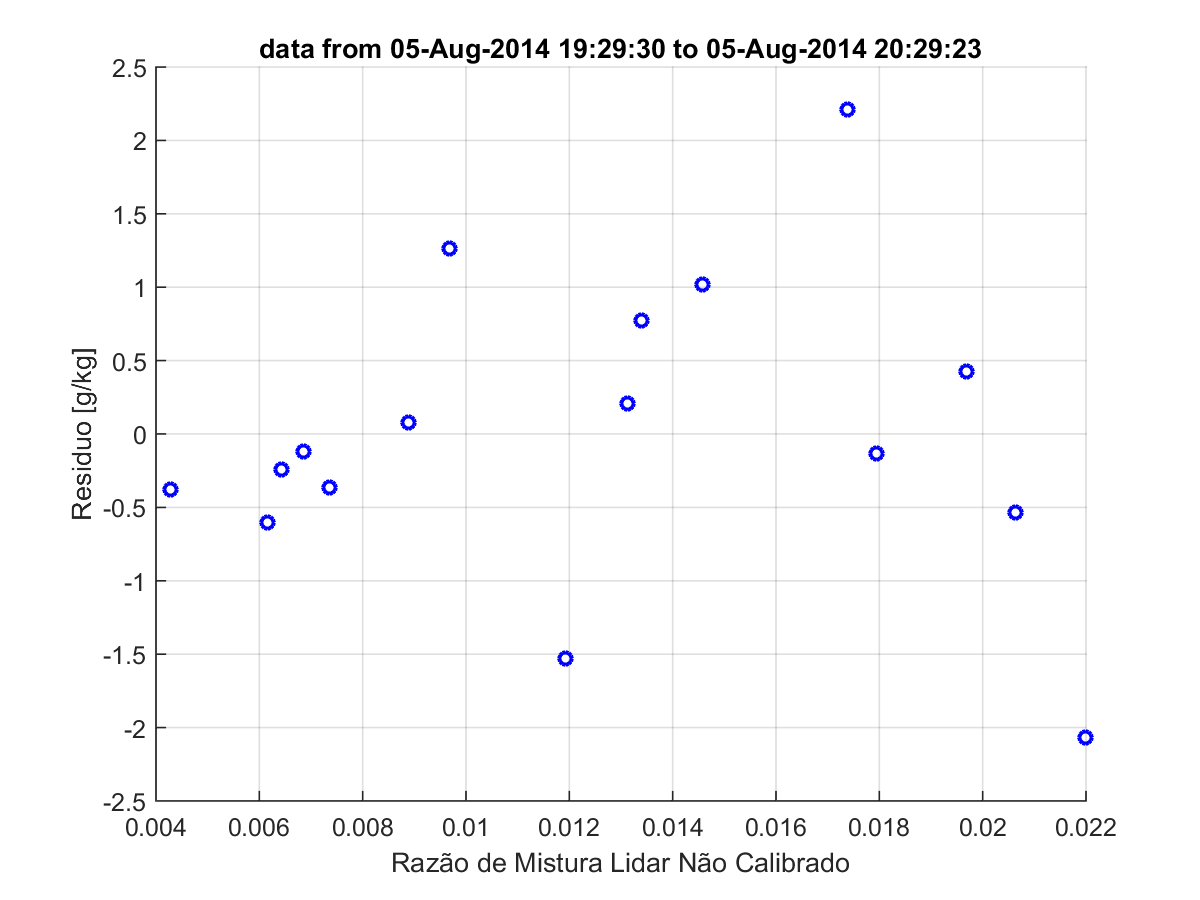 data from 05-Aug-2014 19:29:30 to 05-Aug-2014 20:29:23
2.5
2
1.5
1
0.5
0
-0.5
-1
-1.5
-2
-2.5
Residuo [g/kg]
0.004 0.006 0.008 0.01 0.012 0.014 0.016 0.018 0.02 0.022
Razão de Mistura Lidar Não Calibrado